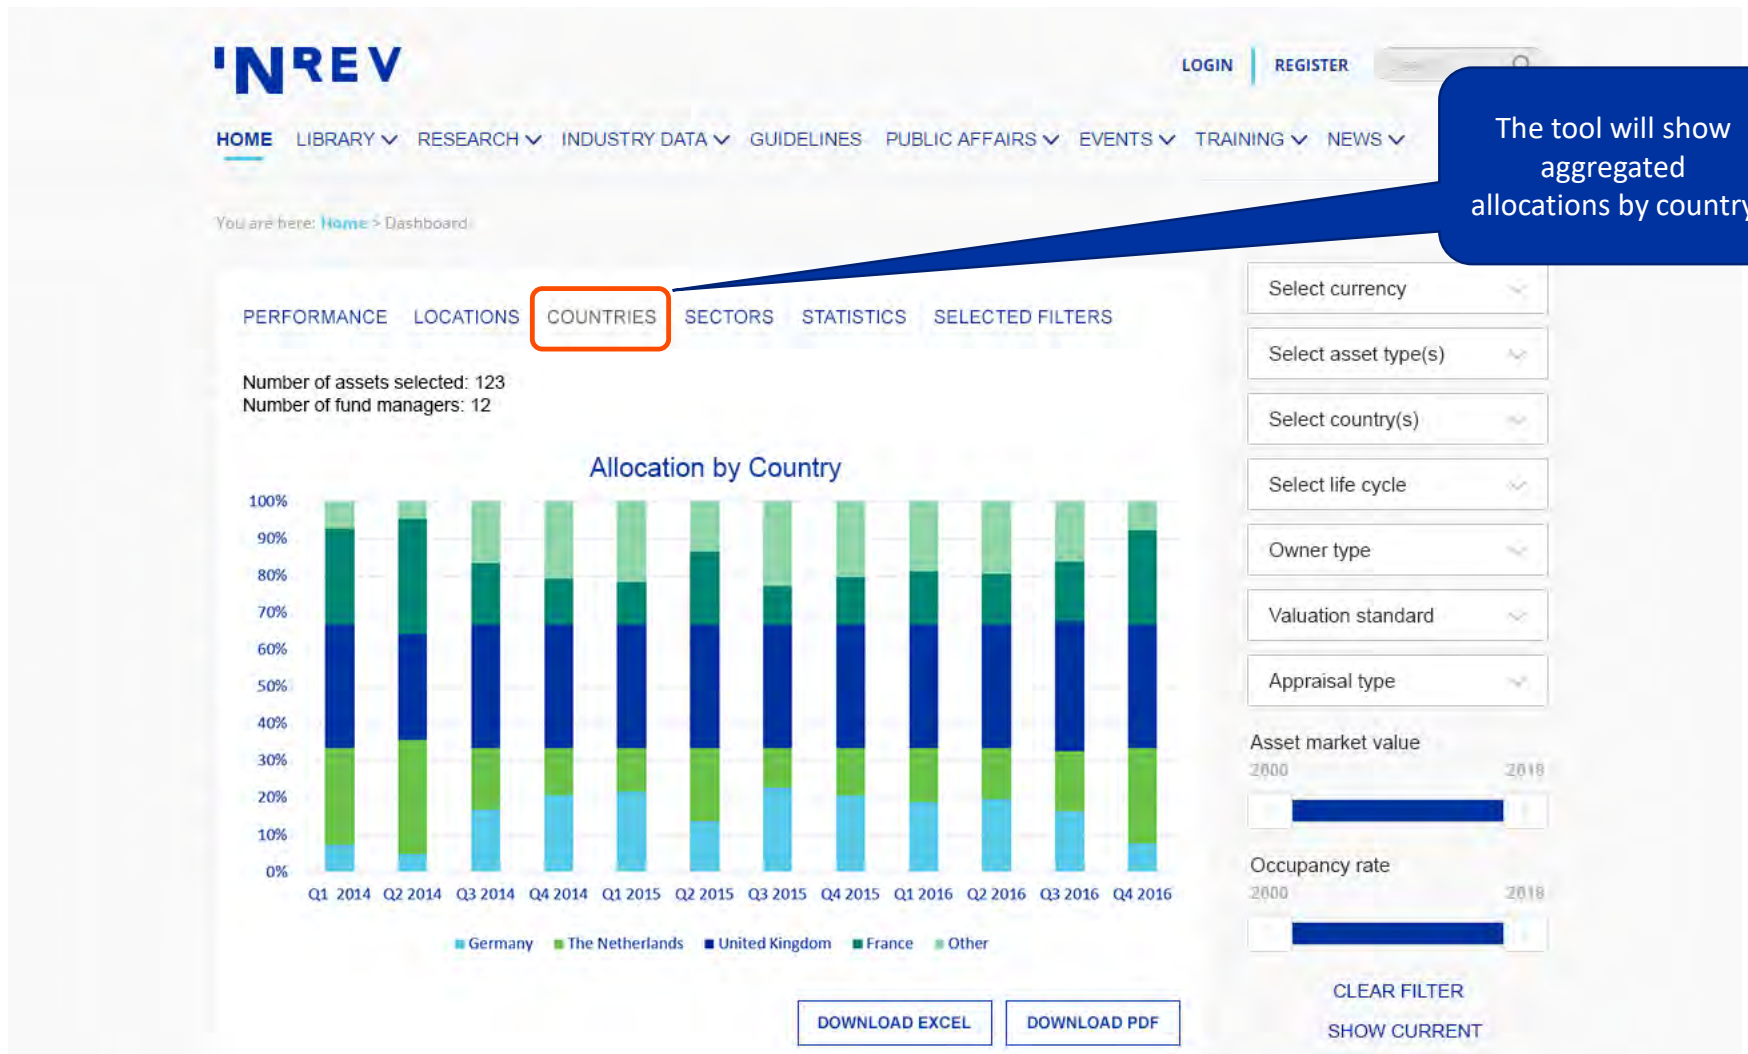 'NREV
LOGIN REGISTER
HOME LIBRARY RESEARCH INDUSTRY DATA GUIDELINES PUBLIC AFFAIRS EVENTS TRAINING NEWS
The tool will show
aggregated
allocations by country
You are here: Home > Dashboard
PERFORMANCE LOCATIONS COUNTRIES SECTORS STATISTICS SELECTED FILTERS
Number of assets selected: 123
Number of fund managers: 12
Allocation by Country
100%
90%
80%
70%
60%
50%
40%
30%
20%
10%
0%
Q1 2014 Q2 2014 Q3 2014 Q4 2014 Q1 2015 Q2 2015 Q3 2015 Q4 2015 Q1 2016 Q2 2016 Q3 2016 Q4 2016
Germany The Netherlands United Kingdom France Other
DOWNLOAD EXCEL DOWNLOAD PDF
Select currency
Select asset type(s)
Select country(s)
Select life cycle
Owner type
Valuation standard
Appraisal type
Asset market value
2000 2018
Occupancy rate
2000 2018
CLEAR FILTER
SHOW CURRENT